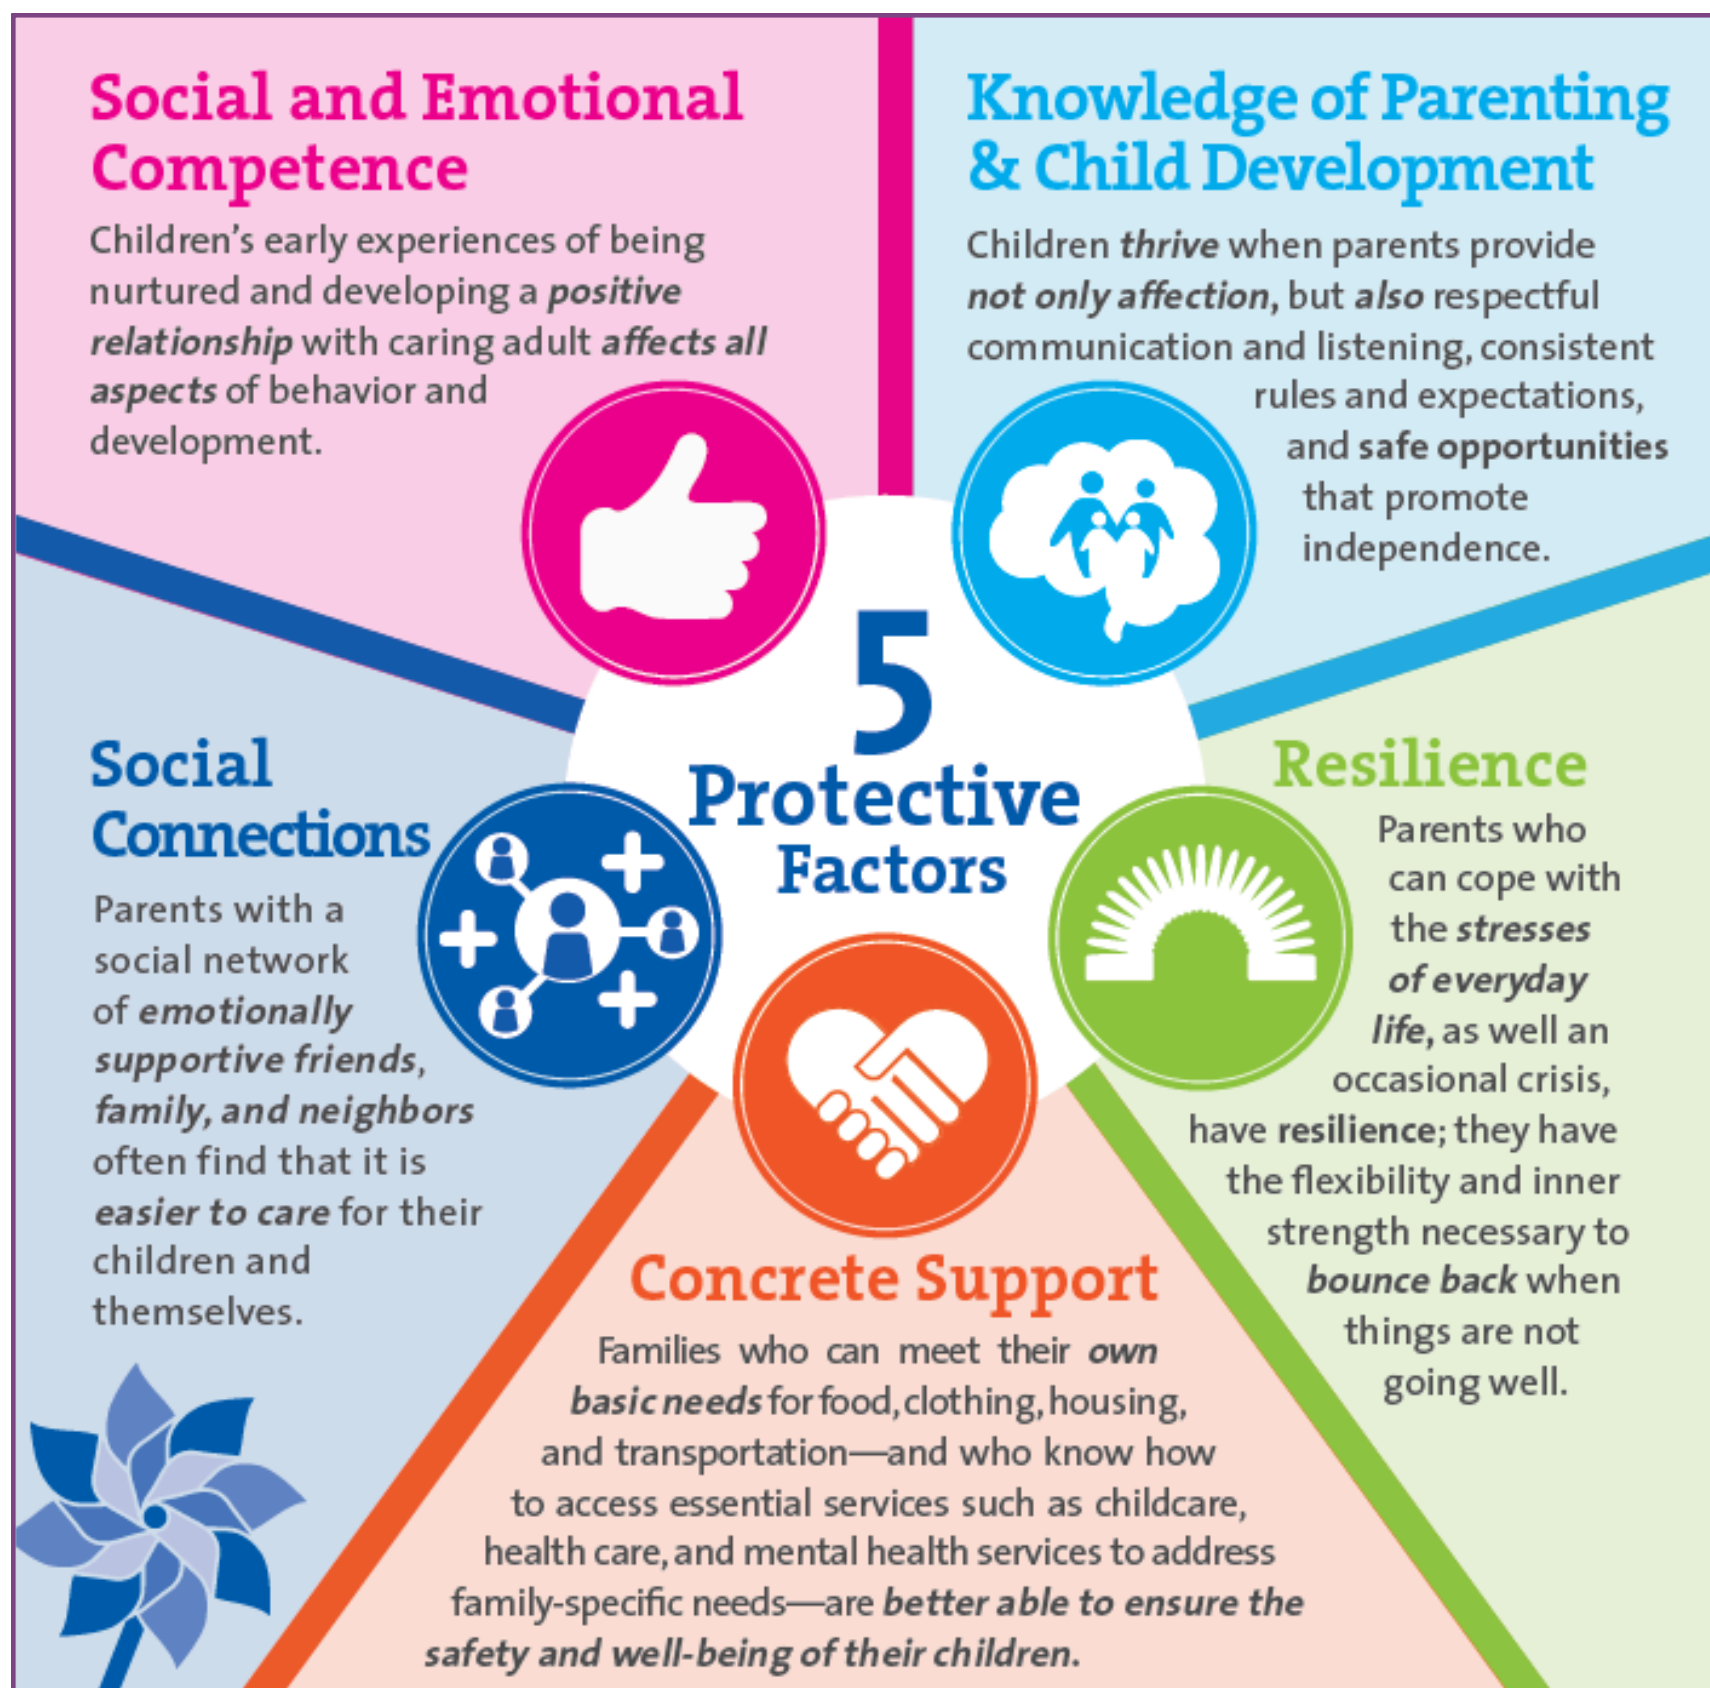 Social and Emotional
Competence
Children's early experiences of being
nurtured and developing a positive
relationship with caring adult affects all
aspects of behavior and
development.
Knowledge of Parenting
& Child Development
Children thrive when parents provide
not only affection, but also respectful
communication and listening, consistent
rules and expectations,
and safe opportunities
that promote
independence.
5
Protective
Factors
Social
Connections
Parents with a
social network
of emotionally
supportive friends,
family, and neighbors
often find that it is
easier to care for their
children and
themselves.
Resilience
Parents who
can cope with
the stresses
of everyday
life, as well an
occasional crisis,
have resilience; they have
the flexibility and inner
strength necessary to
bounce back when
things are not
going well.
Concrete Support
Families who can meet their own
basic needs for food, clothing, housing,
and transportation—and who know how
to access essential services such as childcare,
health care, and mental health services to address
family-specific needs—are better able to ensure the
safety and well-being of their children.